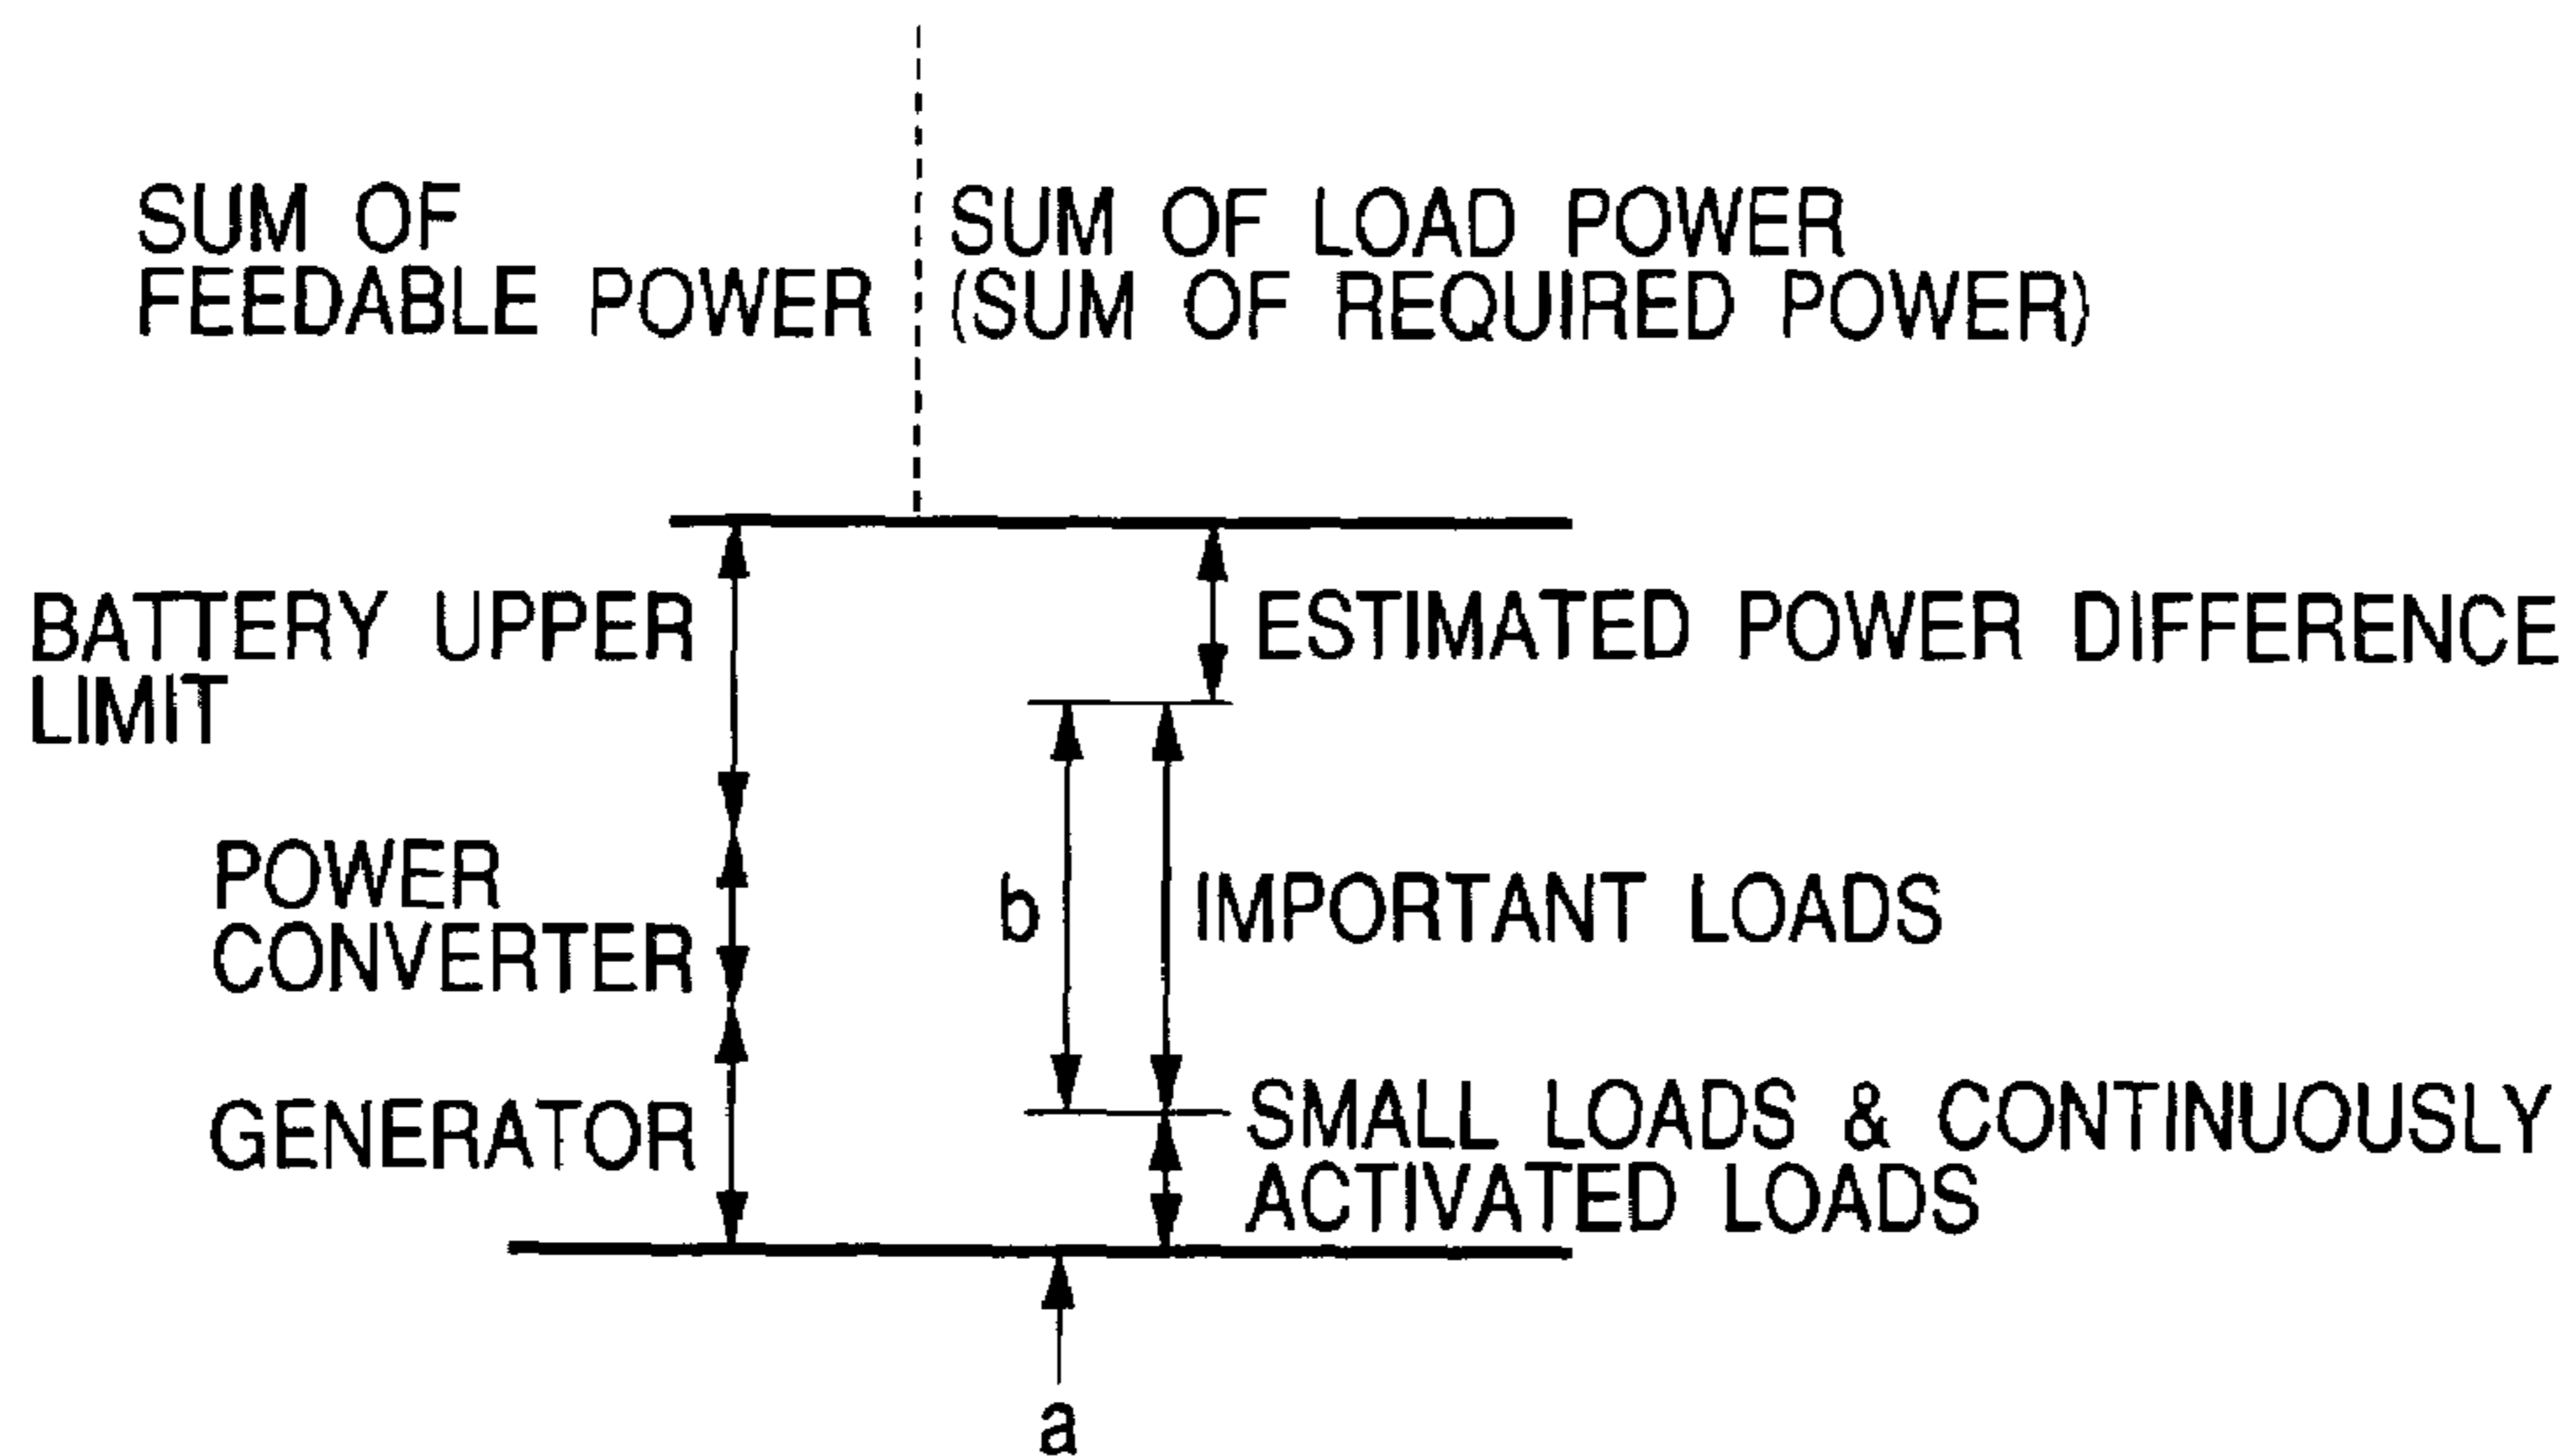 SUM OF
FEEDABLE POWER
SUM OF LOAD POWER
(SUM OF REQUIRED POWER)
BATTERY UPPER
LIMIT
ESTIMATED POWER DIFFERENCE
POWER
CONVERTER
b
IMPORTANT LOADS
GENERATOR
SMALL LOADS & CONTINUOUSLY
ACTIVATED LOADS
a